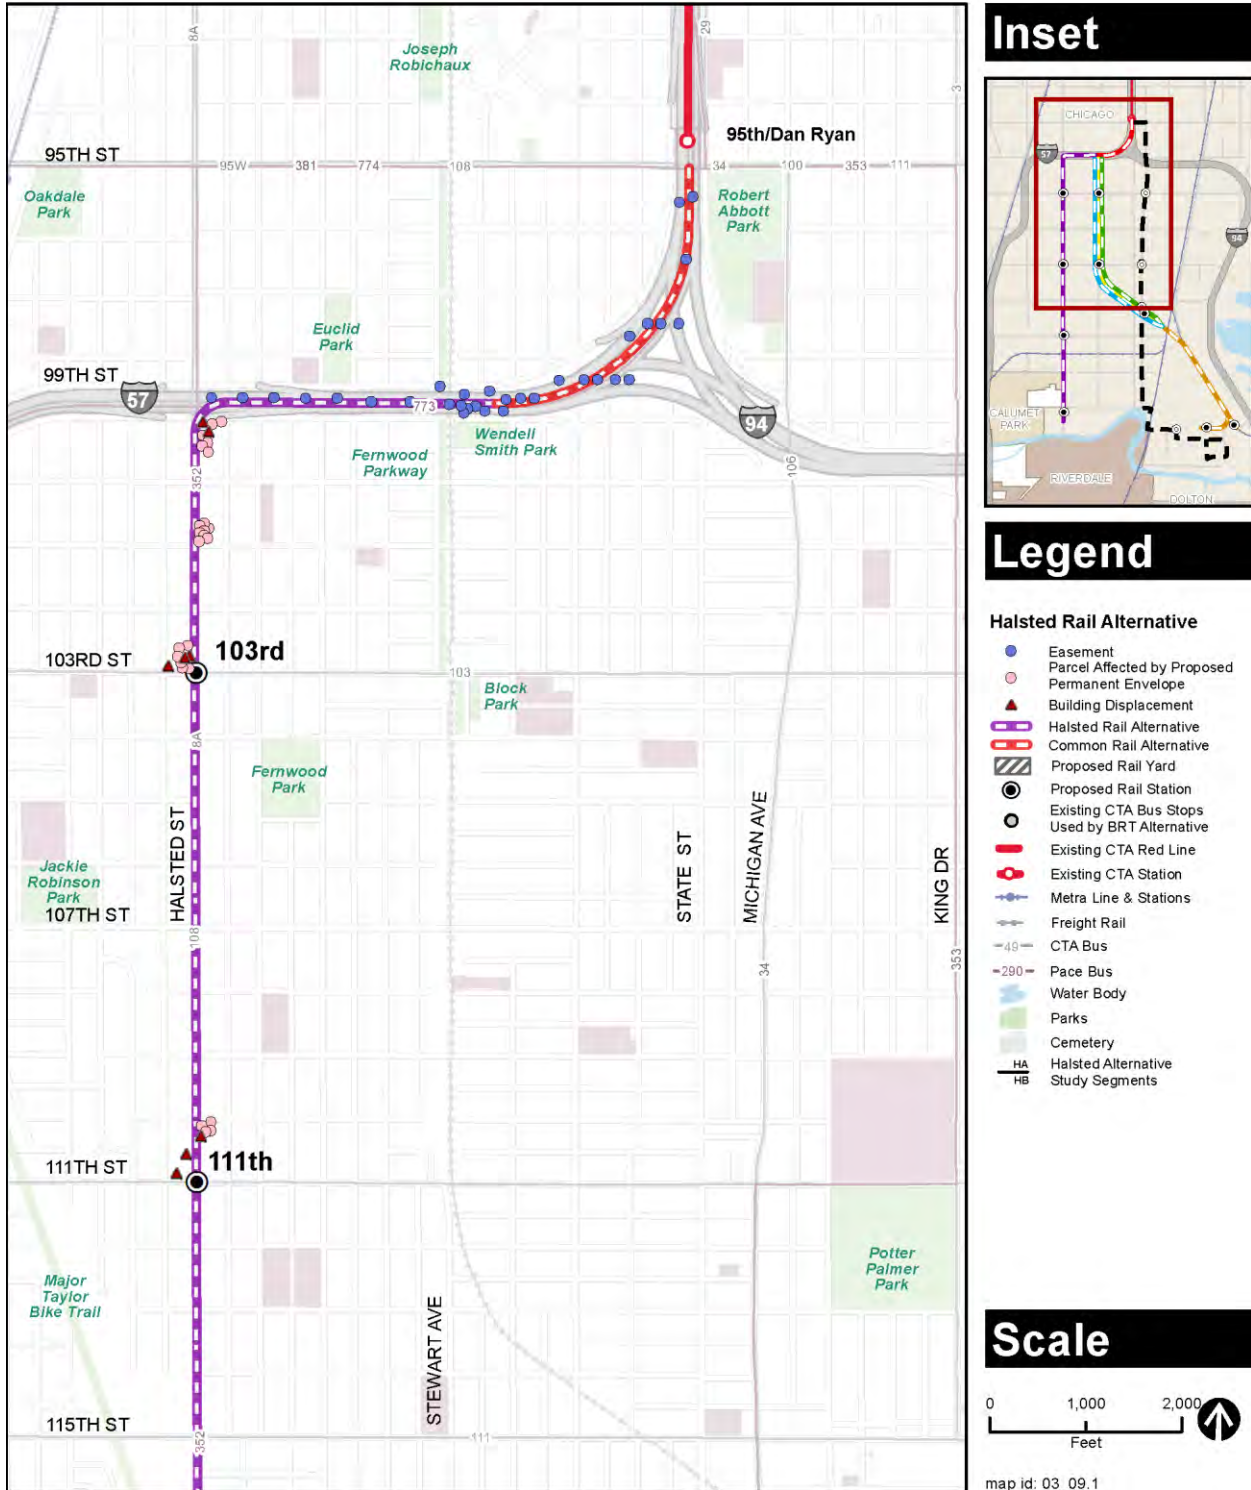 8A
29
Joseph
Robichaux
3
95th/Dan Ryan
95TH ST
95W
381
774
108
34
100
353
111
Oakdale
Park
Robert
Abbott
Park
Euclid
Park
99TH ST
57
773
94
Wendell
Smith Park
Fernwood
Parkway
352
106
103RD ST
103rd
103
Block
Park
8A
Fernwood
Park
HALSTED ST
STATE ST
MICHIGAN AVE
KING DR
Jackie
Robinson
Park
107TH ST
108
34
353
111TH ST
111th
Major
Taylor
Bike Trail
Potter
Palmer
Park
STEWART AVE
115TH ST
352
111
Inset
CHICAGO
57
94
CALUMET
PARK
RIVERDALE
DOLTON
Legend
Halsted Rail Alternative
Easement
Parcel Affected by Proposed
Permanent Envelope
Building Displacement
Halsted Rail Alternative
Common Rail Alternative
Proposed Rail Yard
Proposed Rail Station
Existing CTA Bus Stops
Used by BRT Alternative
Existing CTA Red Line
Existing CTA Station
Metra Line & Stations
Freight Rail
49 CTA Bus
290 Pace Bus
Water Body
Parks
Cemetery
HA Halsted Alternative
HB Study Segments
Scale
0 1,000 2,000
Feet
map id: 03_09.1